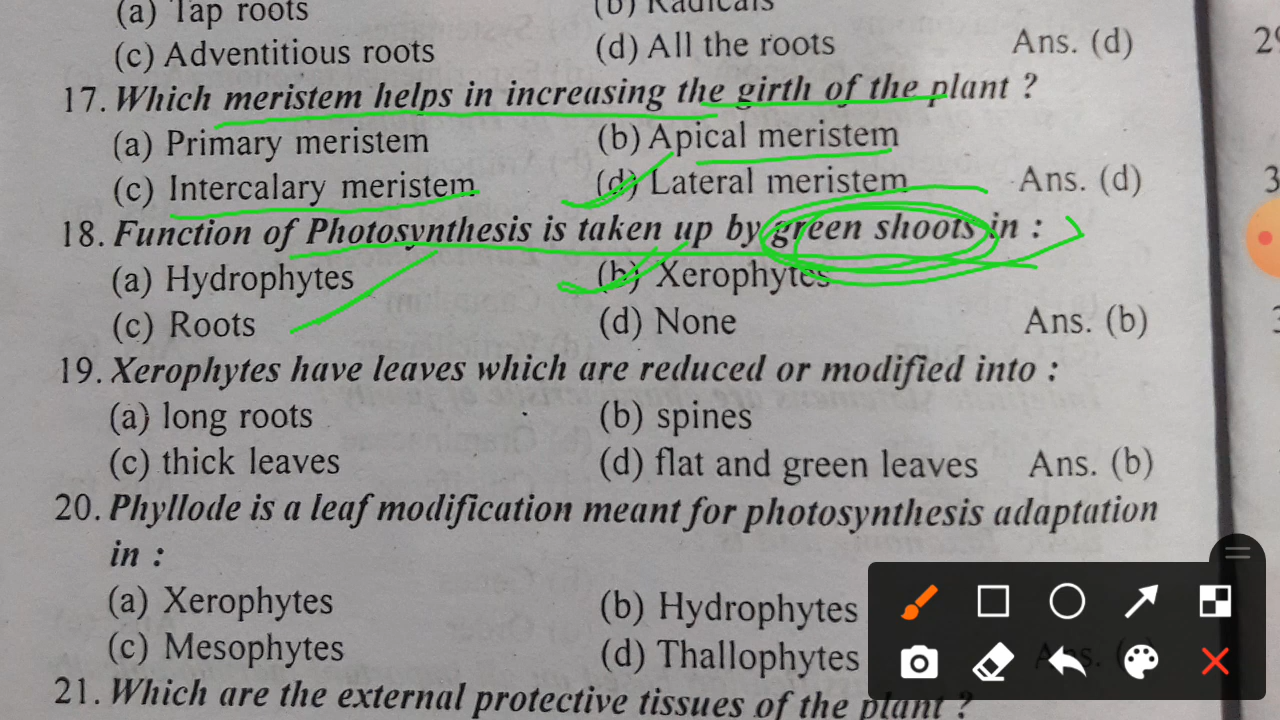 (a) Tap roots (b) Radicals
(c) Adventitious roots (d) All the roots Ans. (d)
17. Which meristem helps in increasing the girth of the plant ?
(a) Primary meristem (b) Apical meristem
(c) Intercalary meristem (d) Lateral meristem Ans. (d)
18. Function of Photosynthesis is taken up by green shoots in :
(a) Hydrophytes (b) Xerophytes
(c) Roots (d) None Ans. (b)
19. Xerophytes have leaves which are reduced or modified into :
(a) long roots (b) spines
(c) thick leaves (d) flat and green leaves Ans. (b)
20. Phyllode is a leaf modification meant for photosynthesis adaptation
in :
(a) Xerophytes (b) Hydrophytes
(c) Mesophytes (d) Thallophytes
21. Which are the external protective tissues of the plant ?